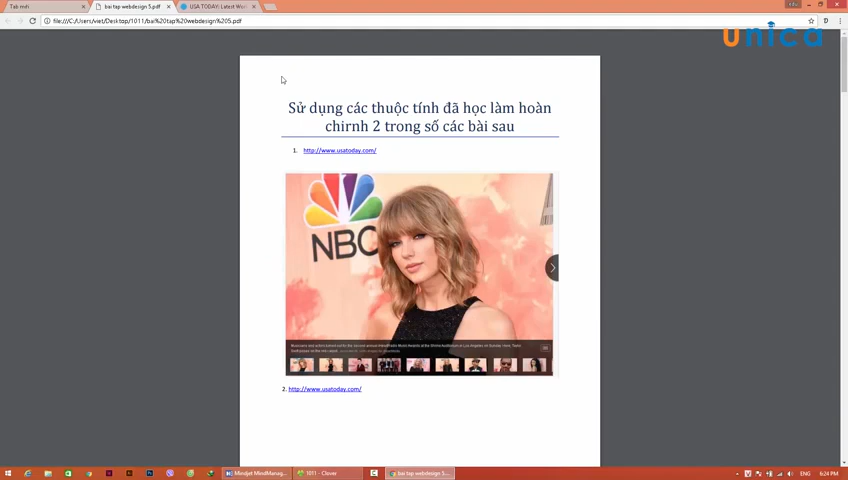 Tab mới
bai tap webdesign 5.pdf
USA TODAY: Latest Wor
file:///C:/Users/viet/Desktop/1011/bai%20tap%20webdesign%205.pdf
unica
Sử dụng các thuộc tính đã học làm hoàn
chirnh 2 trong số các bài sau
1. http://www.usatoday.com/
NBC
2. http://www.usatoday.com/
Mindjet MindManag...
1011 - Clover
bai tap webdesign 5....
ENG
6:24 PM